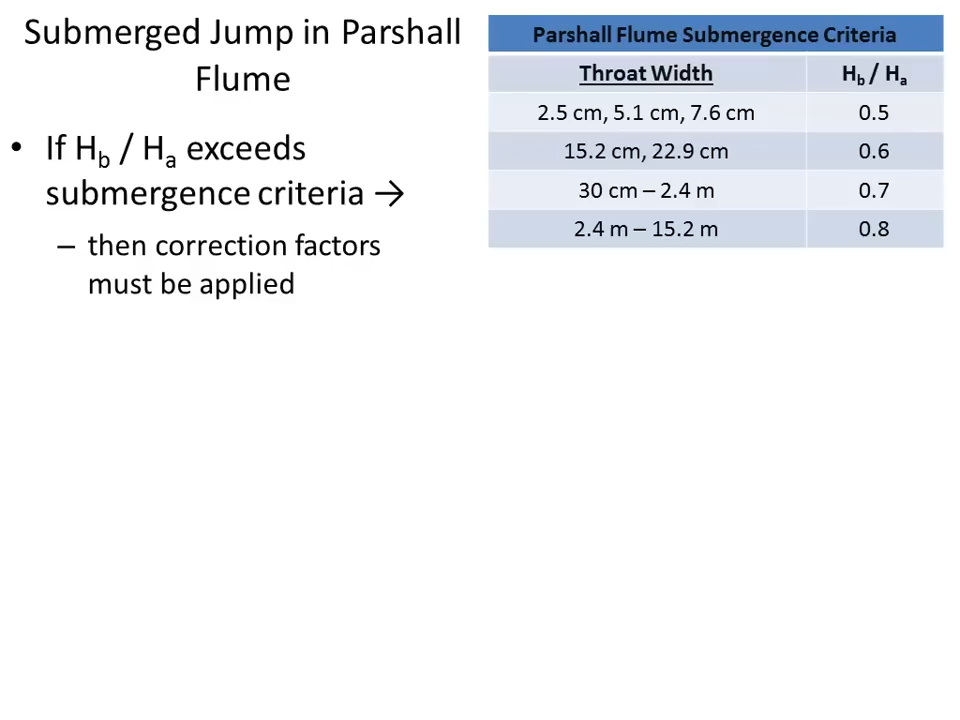 Submerged Jump in Parshall
Flume
• If Hb / Ha exceeds
submergence criteria →
– then correction factors
must be applied
Parshall Flume Submergence Criteria
Throat Width Hb / Ha
2.5 cm, 5.1 cm, 7.6 cm 0.5
15.2 cm, 22.9 cm 0.6
30 cm – 2.4 m 0.7
2.4 m – 15.2 m 0.8